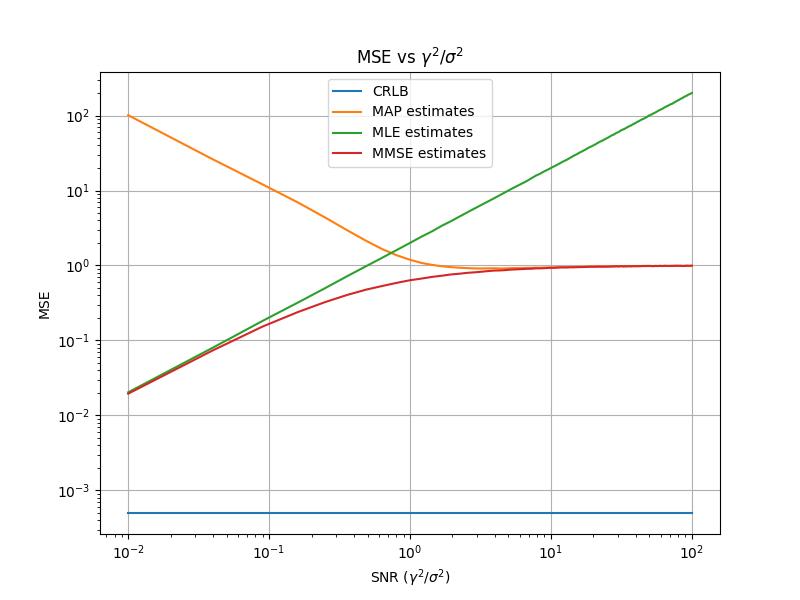 MSE vs γ²/σ²
CRLB
MAP estimates
MLE estimates
MMSE estimates
MSE
10²
10¹
10⁰
10⁻¹
10⁻²
10⁻³
10⁻² 10⁻¹ 10⁰ 10¹ 10²
SNR (γ²/σ²)